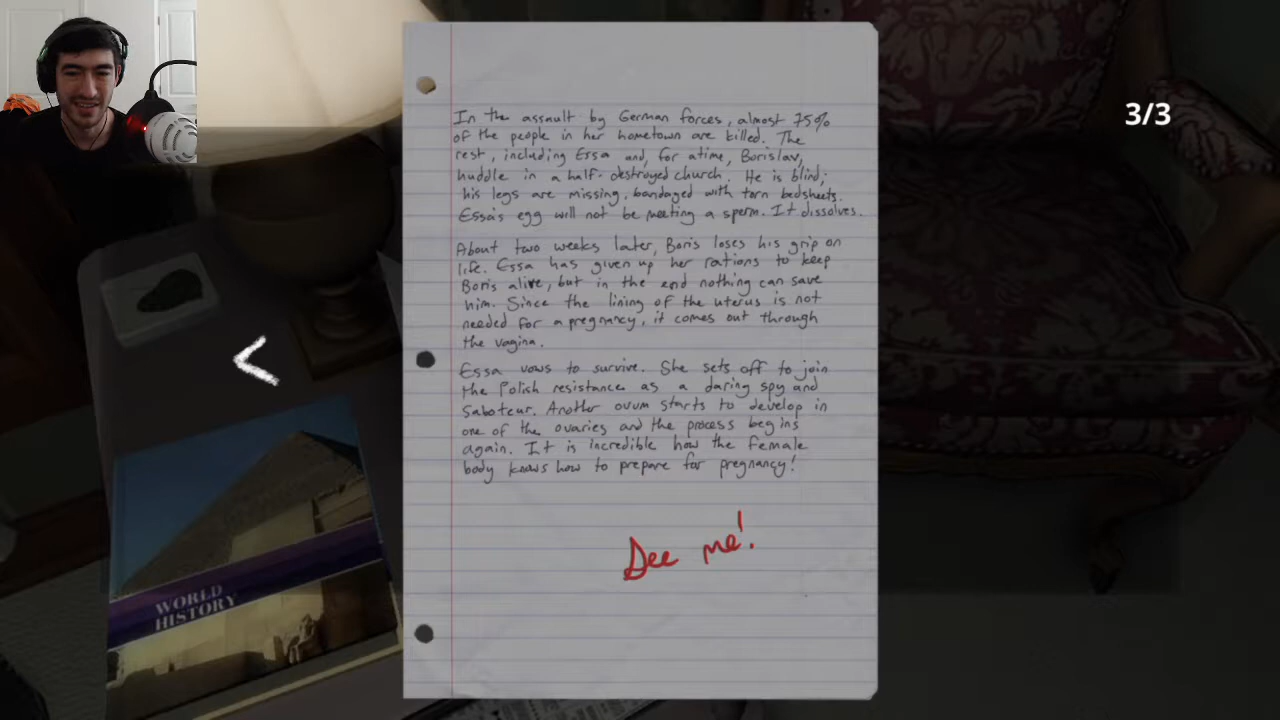 3/3
In the assault by German forces, almost 75%
of the people in her hometown are killed. The
rest, including Essa and, for atime, Borislav,
huddle in a half-destroyed church. He is blind;
his legs are missing, bandaged with torn bedsheets.
Essa's egg will not be meeting a sperm. It dissolves.
About two weeks later, Boris loses his grip on
life. Essa has given up her rations to keep
Boris alive, but in the end nothing can save
him. Since the lining of the uterus is not
needed for a pregnancy, it comes out through
the vagina.
Essa vows to survive. She sets off to join
the Polish resistance as a daring spy and
saboteur. Another ovum starts to develop in
one of the ovaries and the process begins
again. It is incredible how the female
body knows how to prepare for pregnancy!
See me!
WORLD
HISTORY